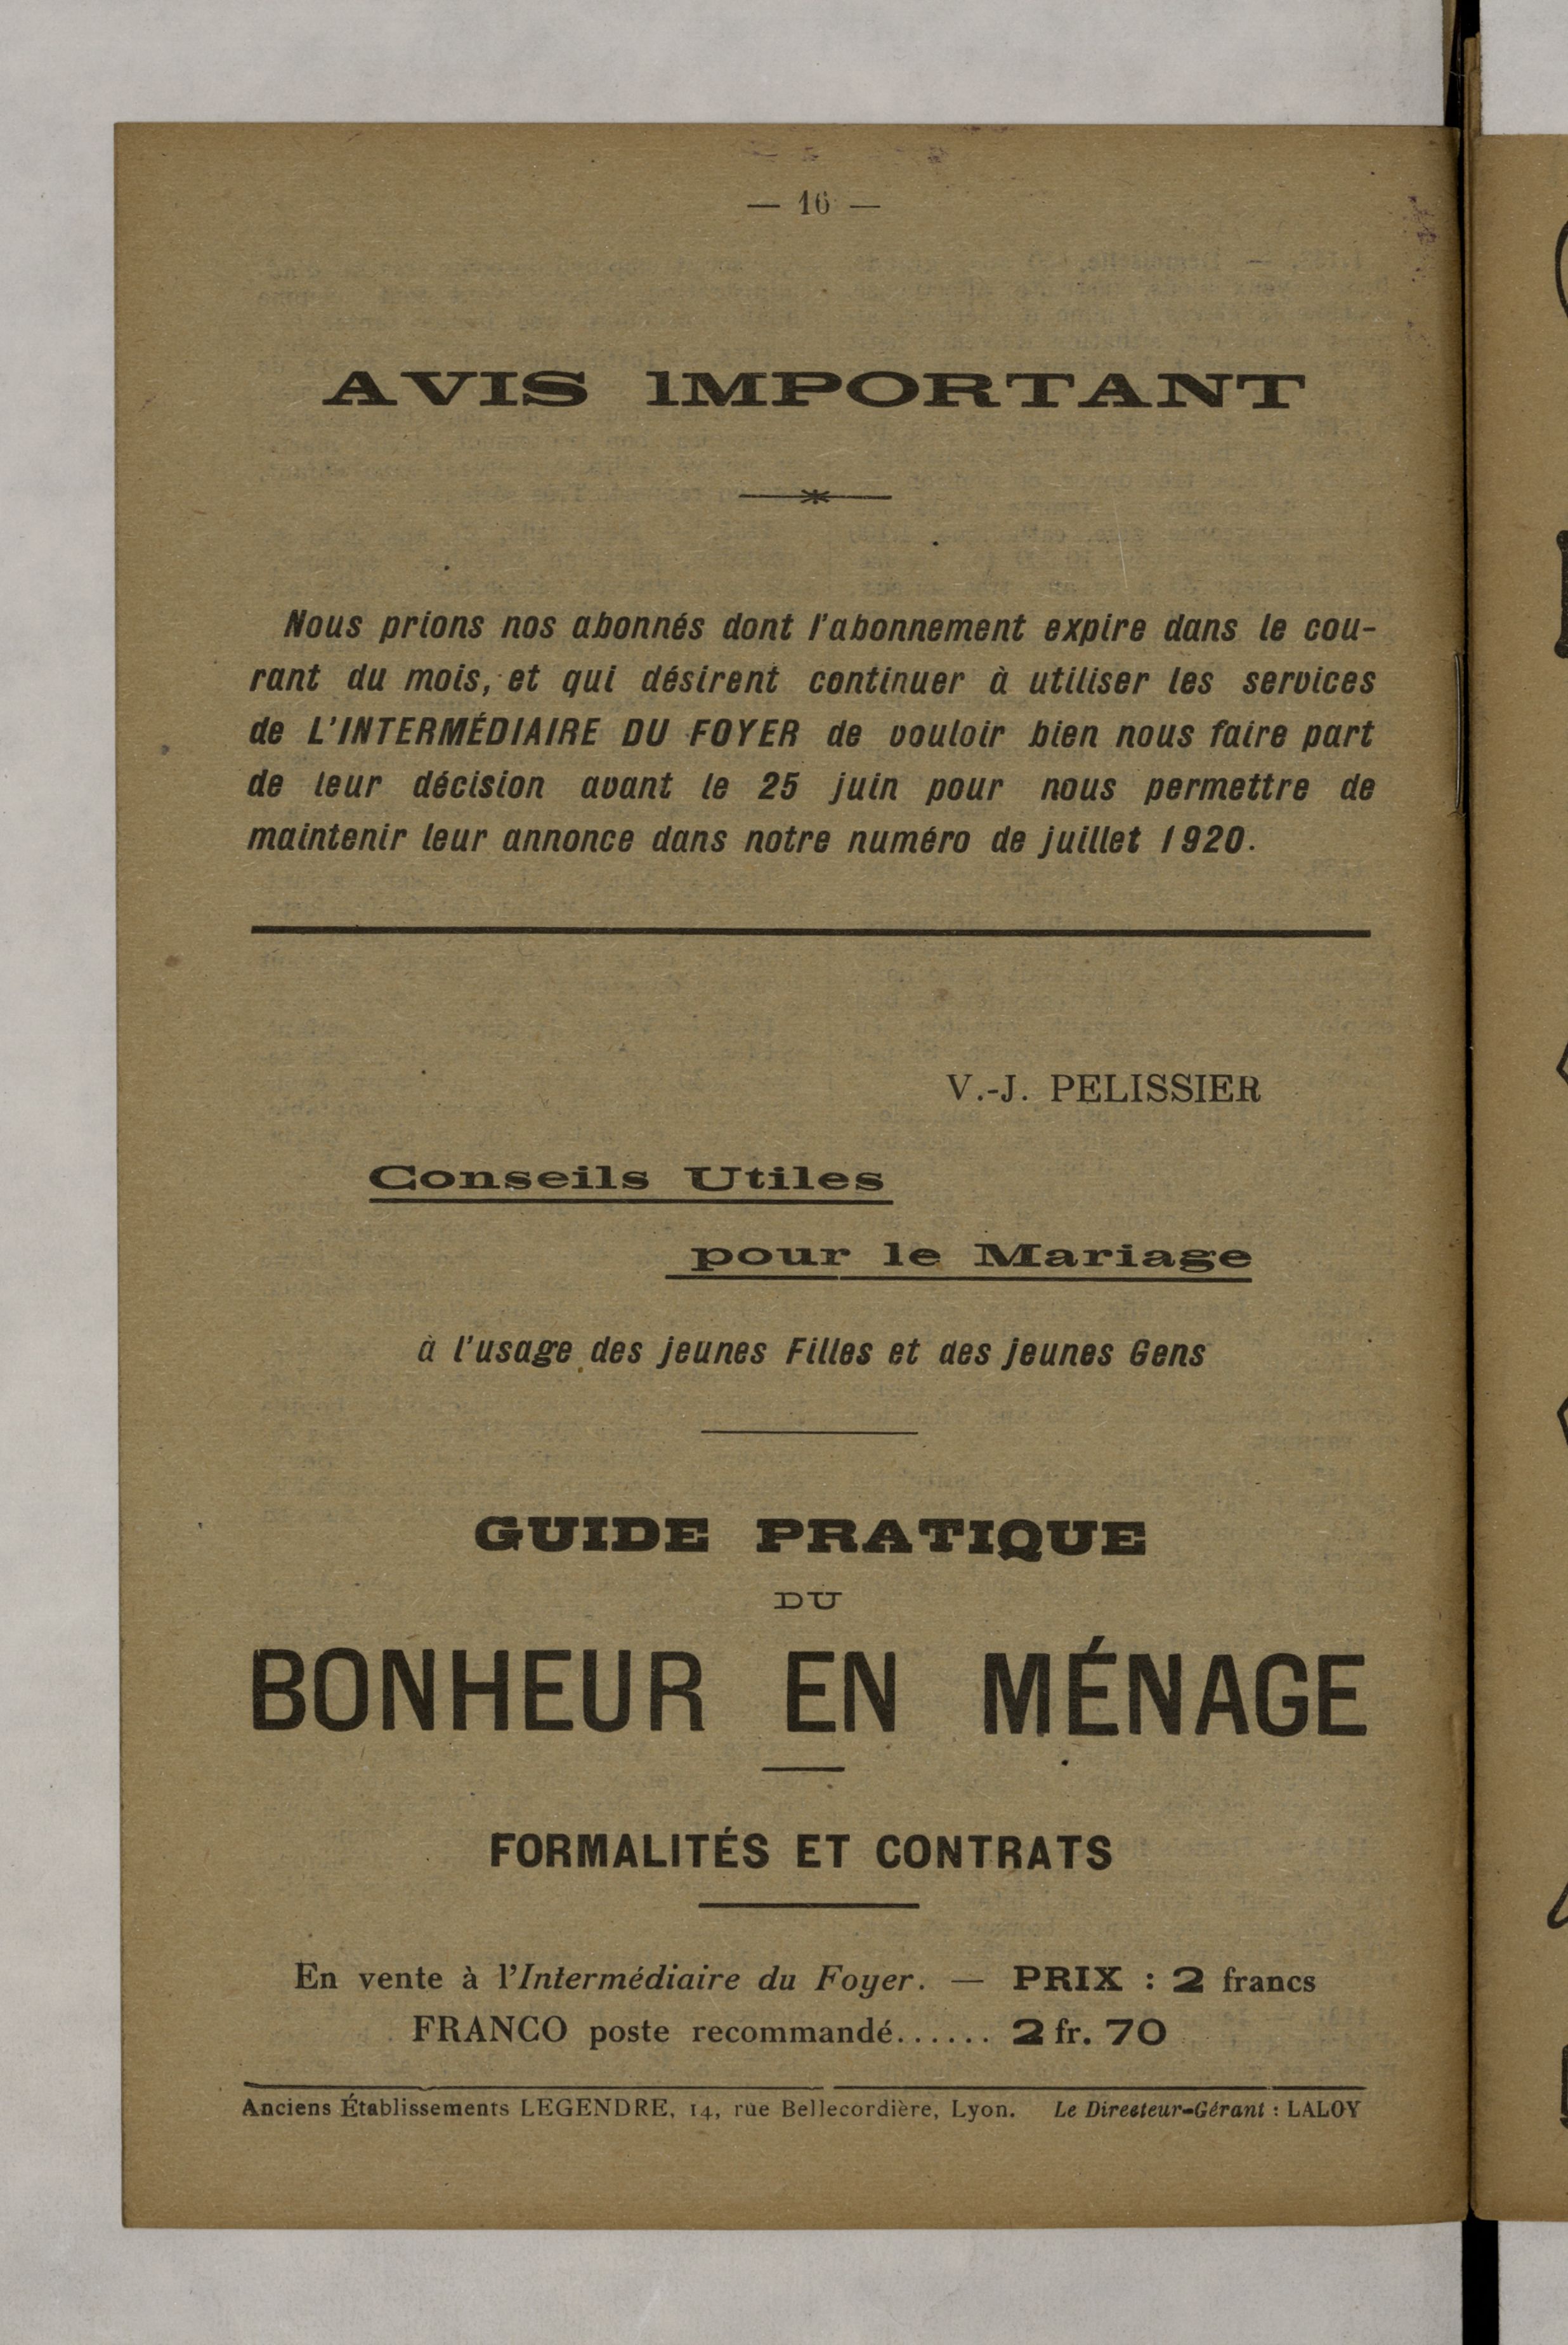 — 16 —
AVIS IMPORTANT
Nous prions nos abonnés dont l'abonnement expire dans le cou-
rant du mois, et qui désirent continuer à utiliser les services
de L'INTERMÉDIAIRE DU FOYER de vouloir bien nous faire part
de leur décision avant le 25 juin pour nous permettre de
maintenir leur annonce dans notre numéro de juillet 1920.
V.-J. PELISSIER
Conseils Utiles
pour le Mariage
à l'usage des jeunes Filles et des jeunes Gens
GUIDE PRATIQUE
DU
BONHEUR EN MÉNAGE
FORMALITÉS ET CONTRATS
En vente à l'Intermédiaire du Foyer. — PRIX : 2 francs
FRANCO poste recommandé...... 2 fr. 70
Anciens Établissements LEGENDRE, 14, rue Bellecordière, Lyon. Le Directeur-Gérant : LALOY